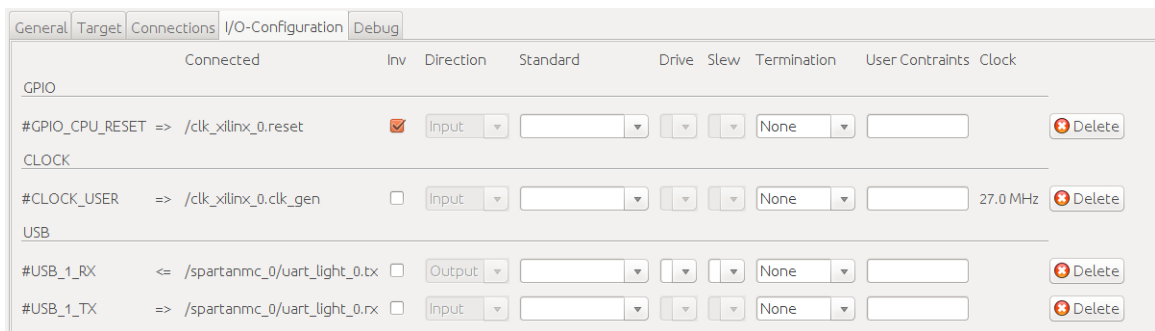 General Target Connections I/O-Configuration Debug
Connected Inv Direction Standard Drive Slew Termination User Contraints Clock
GPIO
#GPIO_CPU_RESET => /clk_xilinx_0.reset Input None Delete
CLOCK
#CLOCK_USER => /clk_xilinx_0.clk_gen Input None 27.0 MHz Delete
USB
#USB_1_RX <= /spartanmc_0/uart_light_0.tx Output None Delete
#USB_1_TX => /spartanmc_0/uart_light_0.rx Input None Delete